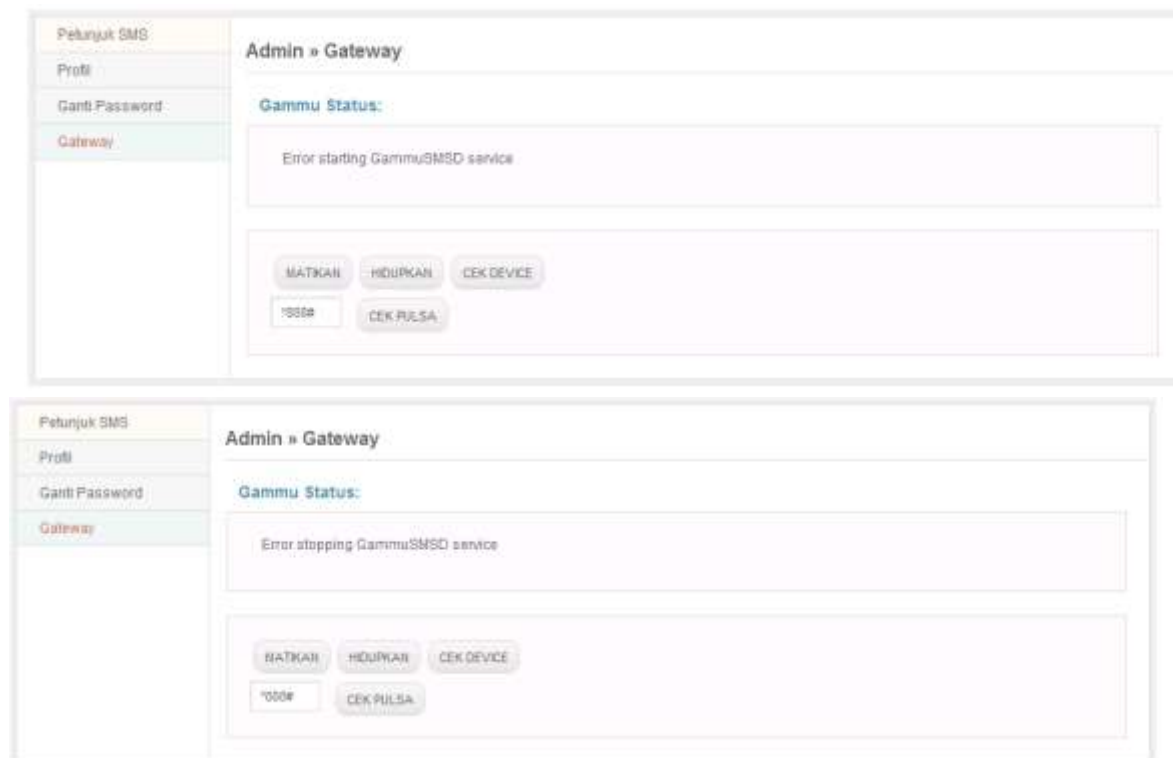 Petunjuk SMS
Profil
Ganti Password
Gateway
Admin » Gateway
Gammu Status:
Error starting GammuSMSD service
MATIKAN HIDUPKAN CEK DEVICE
*888# CEK PULSA
Petunjuk SMS
Profil
Ganti Password
Gateway
Admin » Gateway
Gammu Status:
Error stopping GammuSMSD service
MATIKAN HIDUPKAN CEK DEVICE
*888# CEK PULSA